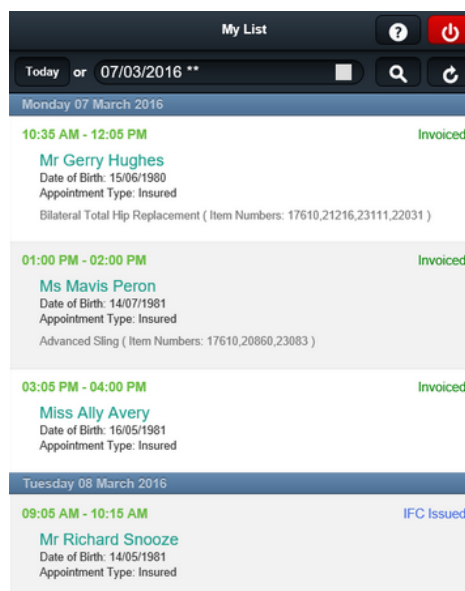 My List
?
Today or 07/03/2016 **
Monday 07 March 2016
10:35 AM - 12:05 PM Invoiced
Mr Gerry Hughes
Date of Birth: 15/06/1980
Appointment Type: Insured
Bilateral Total Hip Replacement ( Item Numbers: 17610,21216,23111,22031 )
01:00 PM - 02:00 PM Invoiced
Ms Mavis Peron
Date of Birth: 14/07/1981
Appointment Type: Insured
Advanced Sling ( Item Numbers: 17610,20860,23083 )
03:05 PM - 04:00 PM Invoiced
Miss Ally Avery
Date of Birth: 16/05/1981
Appointment Type: Insured
Tuesday 08 March 2016
09:05 AM - 10:15 AM IFC Issued
Mr Richard Snooze
Date of Birth: 14/05/1981
Appointment Type: Insured